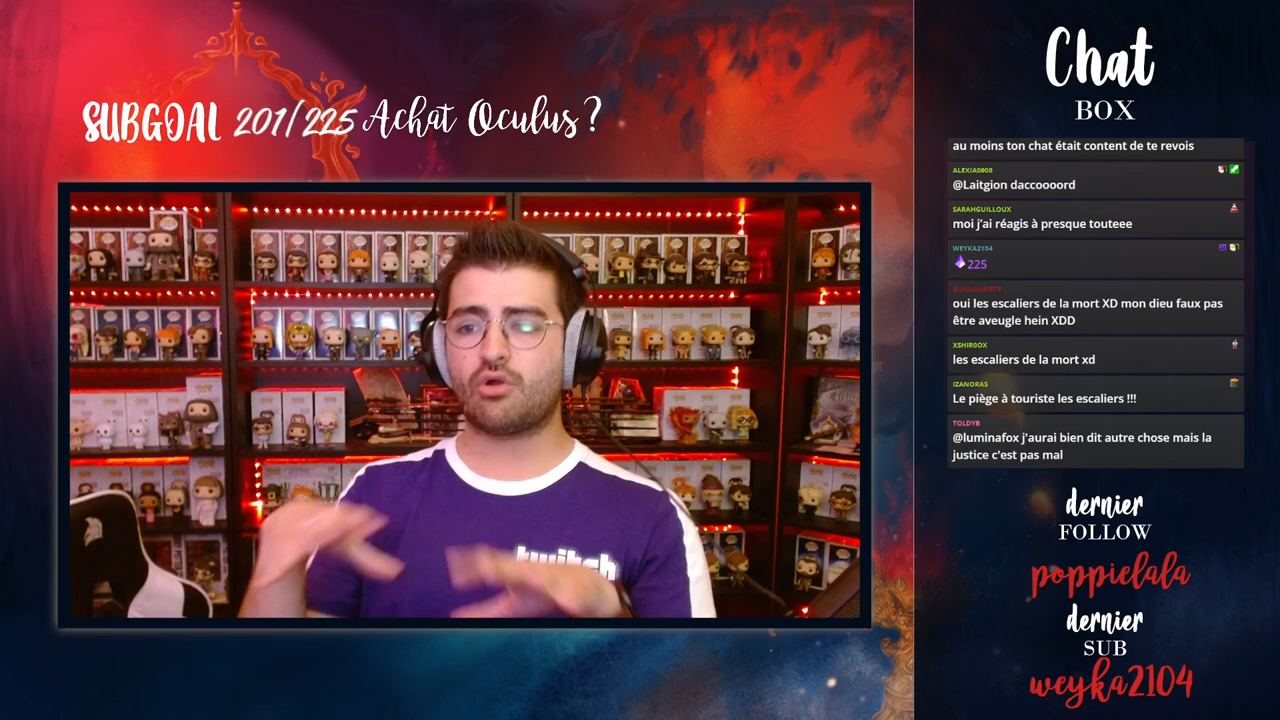 SUBGOAL 201/225 Achat Oculus?
twitch
Chat
BOX
au moins ton chat était content de te revois
ALEXIA0908
@Laitgion daccoooord
SARAHGUILLOUX
moi j'ai réagis à presque touteee
WEYKA2104
225
oui les escaliers de la mort XD mon dieu faux pas
être aveugle hein XDD
XSHIR0OX
les escaliers de la mort xd
IZANORAS
Le piège à touriste les escaliers !!!
TOLDYB
@luminafox j'aurai bien dit autre chose mais la
justice c'est pas mal
dernier
FOLLOW
poppielala
dernier
SUB
weyka2104